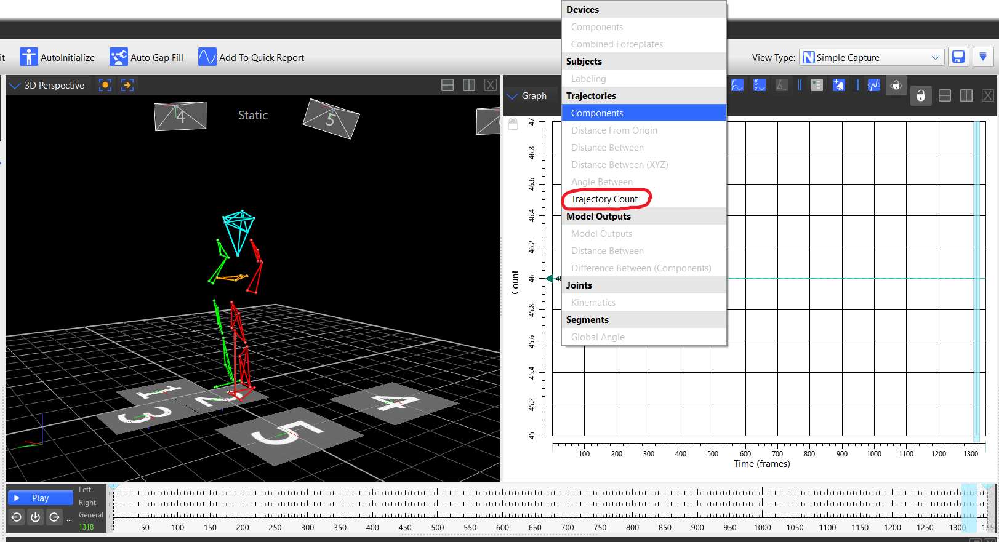 it
AutoInitialize
Auto Gap Fill
Add To Quick Report
View Type:
Simple Capture
3D Perspective
4
Static
5
1
2
3
4
5
Graph
Devices
Components
Combined Forceplates
Subjects
Labeling
Trajectories
Components
Distance From Origin
Distance Between
Distance Between (XYZ)
Angle Between
Trajectory Count
Model Outputs
Model Outputs
Distance Between
Difference Between (Components)
Joints
Kinematics
Segments
Global Angle
47
46.8
46.6
46.4
46.2
46
45.8
45.6
45.4
45.2
45
Count
46
100 200 300 400 500 600 700 800 900 1000 1100 1200 1300
Time (frames)
Play
Left
Right
General
1318
...
0 50 100 150 200 250 300 350 400 450 500 550 600 650 700 750 800 850 900 950 1000 1050 1100 1150 1200 1250 1300 135